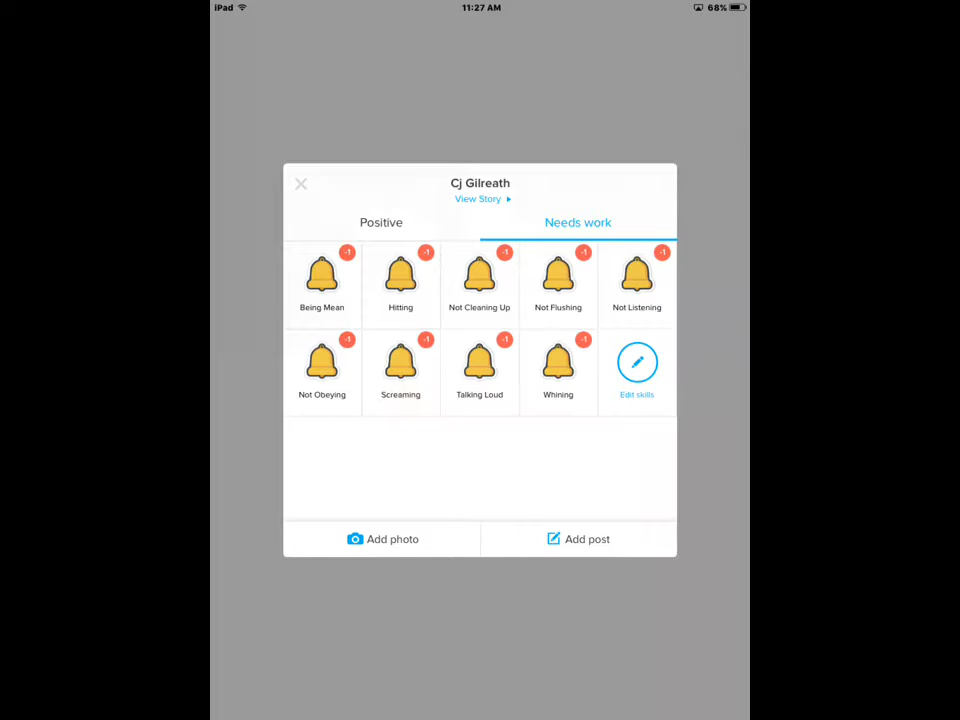 iPad 11:27 AM 68%
Cj Gilreath
View Story
Positive Needs work
-1 -1 -1 -1 -1
Being Mean Hitting Not Cleaning Up Not Flushing Not Listening
-1 -1 -1 -1
Not Obeying Screaming Talking Loud Whining Edit skills
Add photo Add post